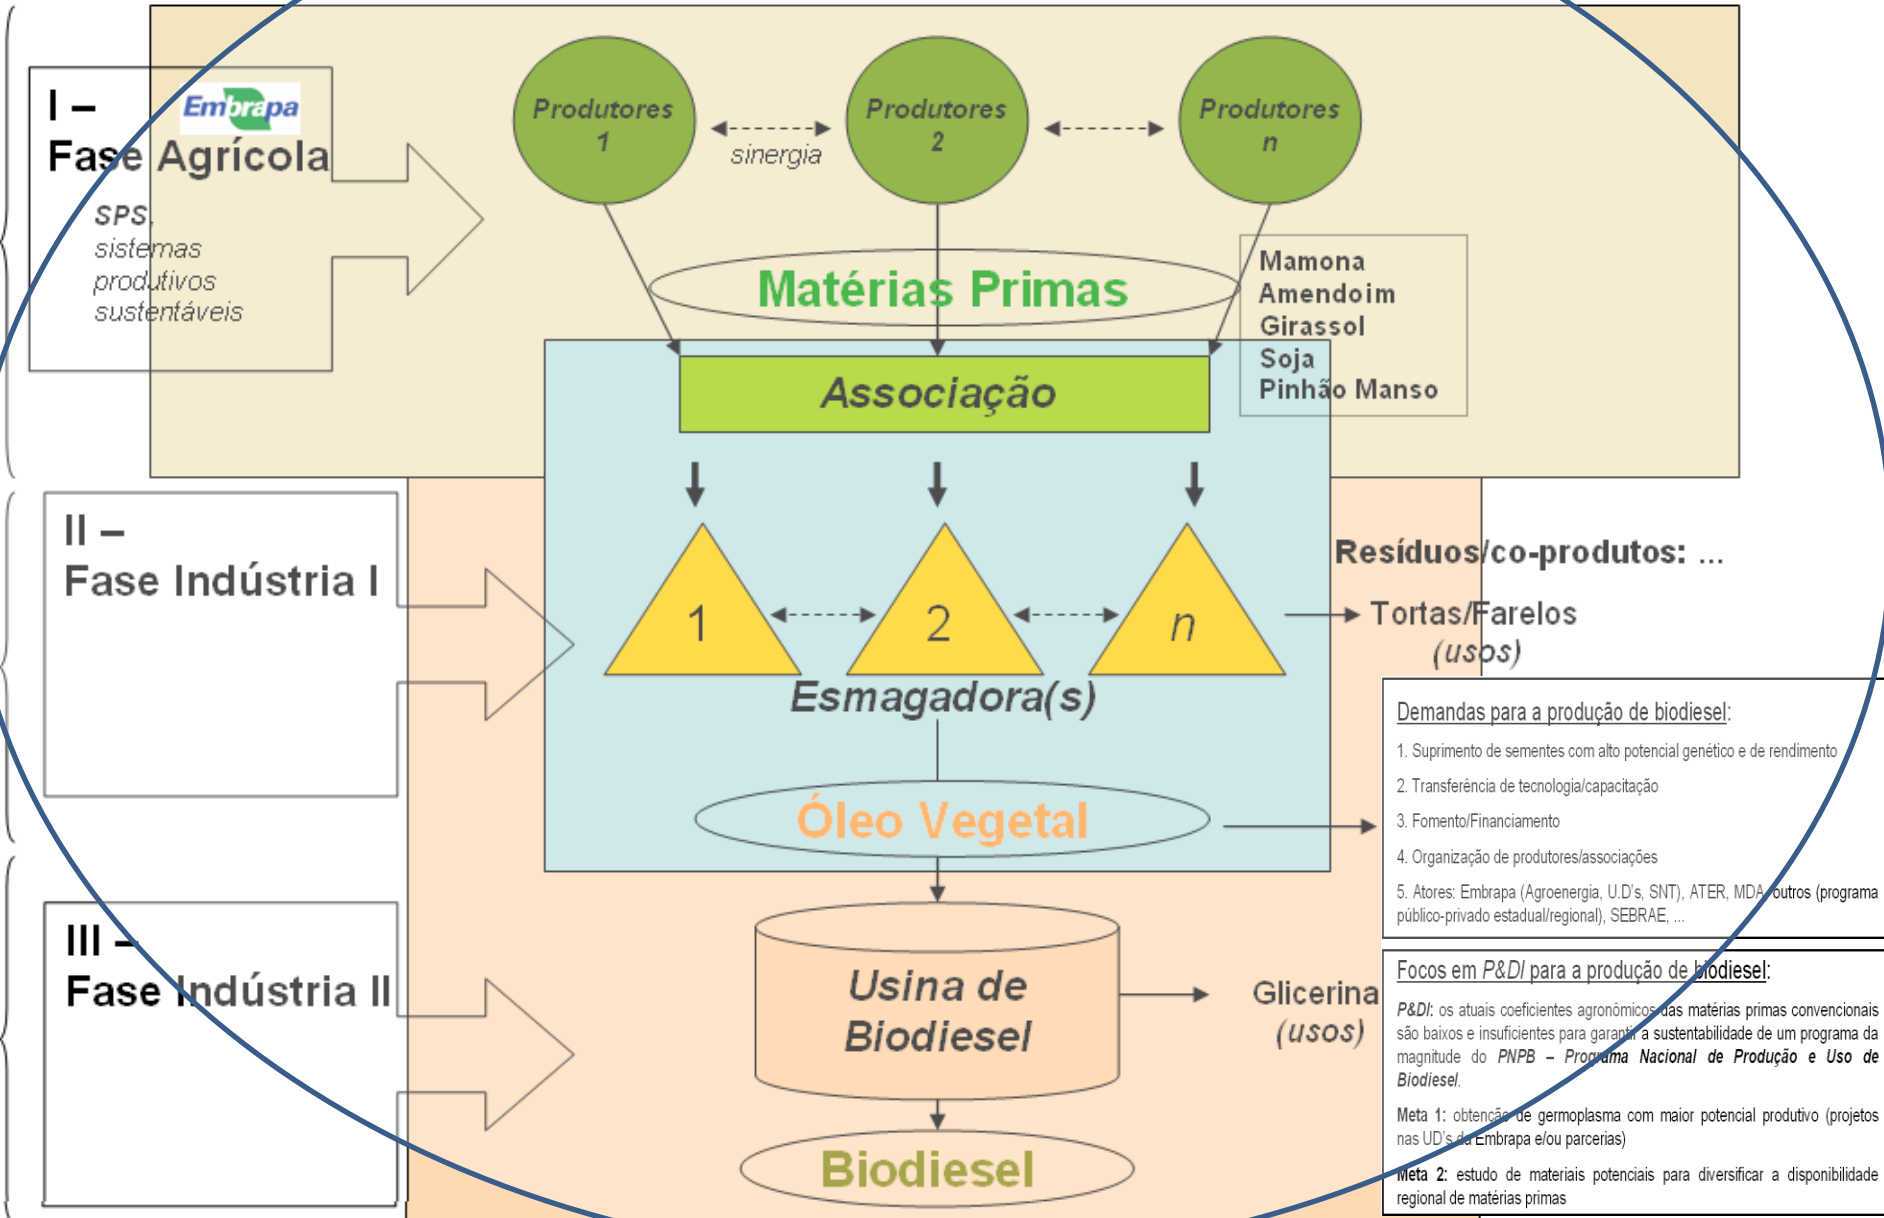 I –
Embrapa
Fase Agrícola
SPS,
sistemas
produtivos
sustentáveis
Produtores
1
sinergia
Produtores
2
Produtores
n
Matérias Primas
Mamona
Amendoim
Girassol
Soja
Pinhão Manso
Associação
II –
Fase Indústria I
1
2
n
Esmagadora(s)
Resíduos/co-produtos: ...
Tortas/Farelos
(usos)
Óleo Vegetal
Demandas para a produção de biodiesel:
1. Suprimento de sementes com alto potencial genético e de rendimento
2. Transferência de tecnologia/capacitação
3. Fomento/Financiamento
4. Organização de produtores/associações
5. Atores: Embrapa (Agroenergia, U.D's, SNT), ATER, MDA, outros (programa
público-privado estadual/regional), SEBRAE, ...
III –
Fase Indústria II
Usina de
Biodiesel
Glicerina
(usos)
Biodiesel
Focos em P&DI para a produção de biodiesel:
P&DI: os atuais coeficientes agronômicos das matérias primas convencionais
são baixos e insuficientes para garantir a sustentabilidade de um programa da
magnitude do PNPB – Programa Nacional de Produção e Uso de
Biodiesel.
Meta 1: obtenção de germoplasma com maior potencial produtivo (projetos
nas UD's da Embrapa e/ou parcerias)
Meta 2: estudo de materiais potenciais para diversificar a disponibilidade
regional de matérias primas